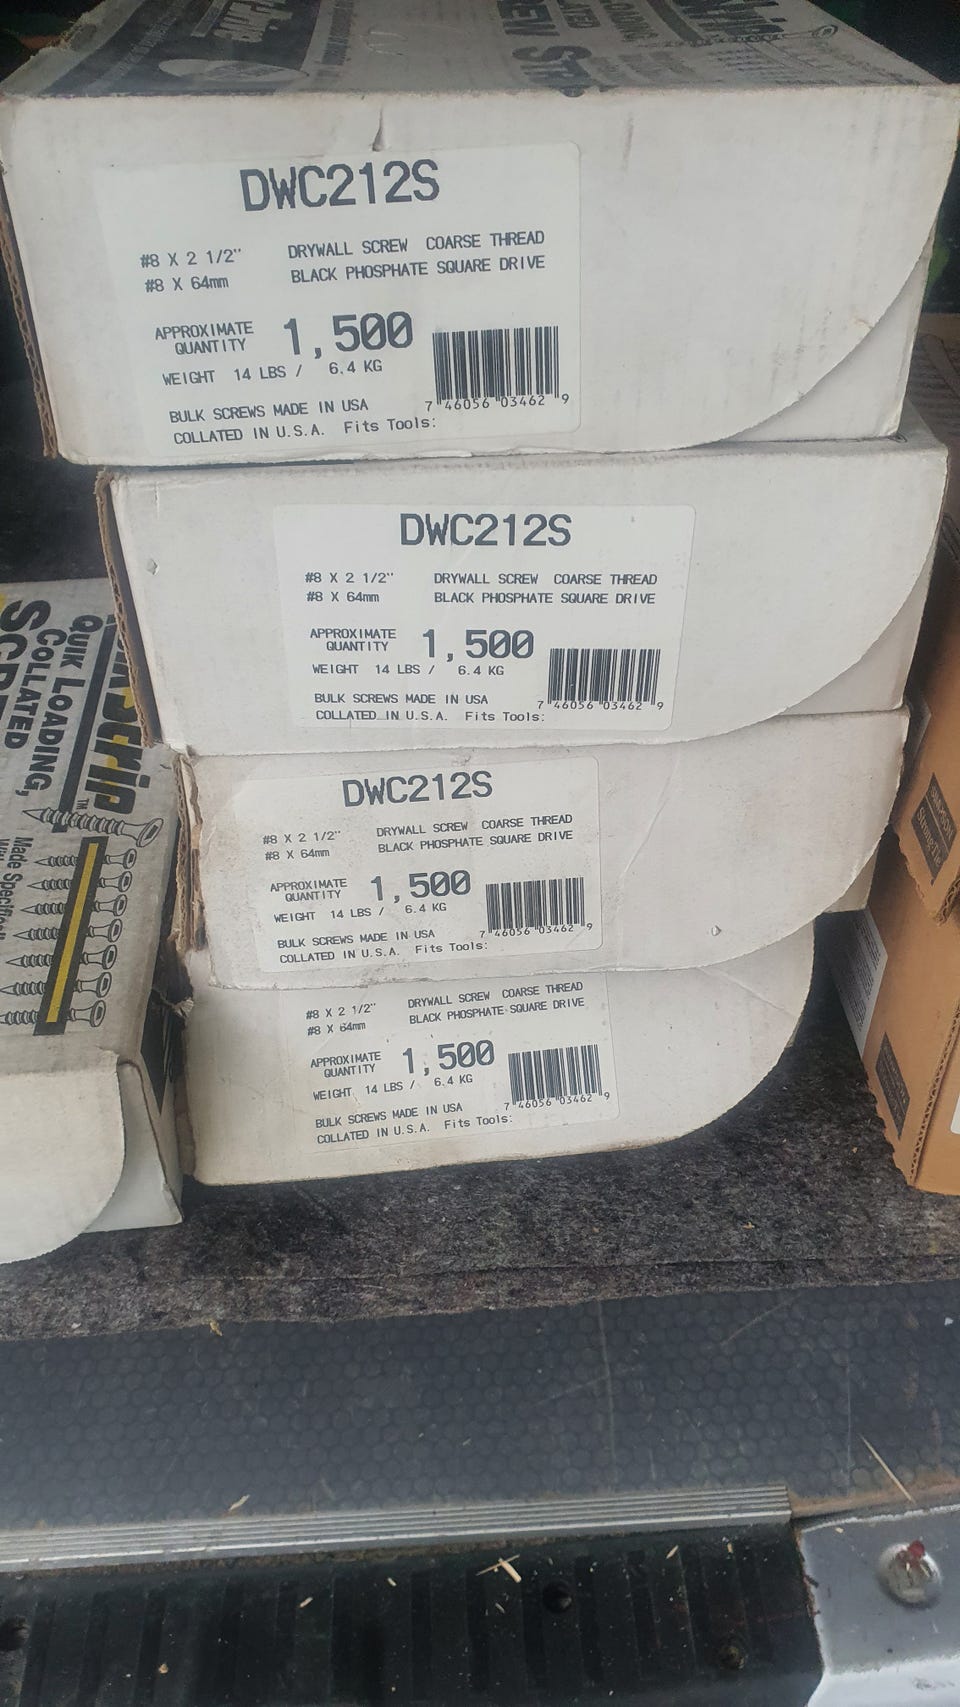 DWC212S
#8 X 2 1/2" DRYWALL SCREW COARSE THREAD
#8 X 64mm BLACK PHOSPHATE SQUARE DRIVE
APPROXIMATE
QUANTITY 1,500
WEIGHT 14 LBS / 6.4 KG
7 46056 03462 9
BULK SCREWS MADE IN USA
COLLATED IN U.S.A. Fits Tools:
DWC212S
#8 X 2 1/2" DRYWALL SCREW COARSE THREAD
#8 X 64mm BLACK PHOSPHATE SQUARE DRIVE
APPROXIMATE
QUANTITY 1,500
WEIGHT 14 LBS / 6.4 KG
7 46056 03462 9
BULK SCREWS MADE IN USA
COLLATED IN U.S.A. Fits Tools:
DWC212S
#8 X 2 1/2" DRYWALL SCREW COARSE THREAD
#8 X 64mm BLACK PHOSPHATE SQUARE DRIVE
APPROXIMATE
QUANTITY 1,500
WEIGHT 14 LBS / 6.4 KG
7 46056 03462 9
BULK SCREWS MADE IN USA
COLLATED IN U.S.A. Fits Tools:
#8 X 2 1/2" DRYWALL SCREW COARSE THREAD
#8 X 64mm BLACK PHOSPHATE SQUARE DRIVE
APPROXIMATE
QUANTITY 1,500
WEIGHT 14 LBS / 6.4 KG
7 46056 03462 9
BULK SCREWS MADE IN USA
COLLATED IN U.S.A. Fits Tools:
QUIK LOADING,
COLLATED
Made
Strong-Tie